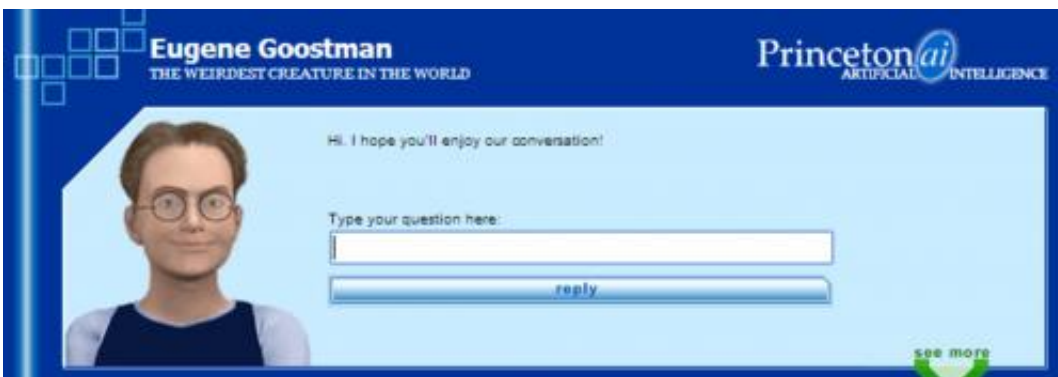 Eugene Goostman
THE WEIRDEST CREATURE IN THE WORLD
Princeton ai
ARTIFICIAL INTELLIGENCE
Hi. I hope you'll enjoy our conversation!
Type your question here:
reply
see more